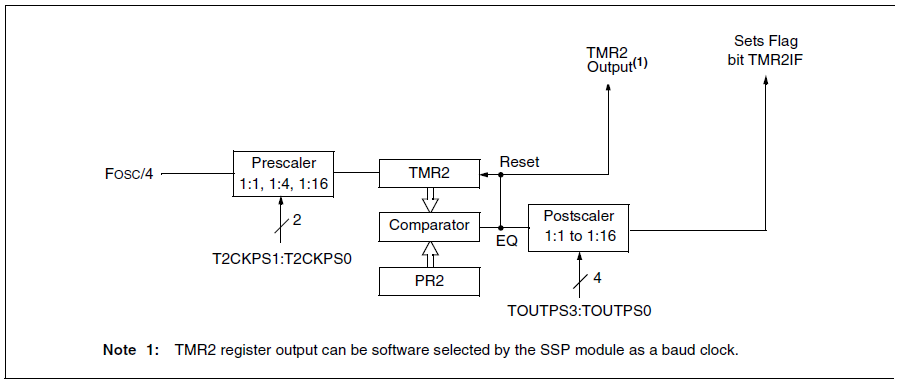 Sets Flag
bit TMR2IF
TMR2
Output(1)
Prescaler
1:1, 1:4, 1:16
FOSC/4
TMR2
Reset
2
T2CKPS1:T2CKPS0
Comparator
EQ
Postscaler
1:1 to 1:16
PR2
4
TOUTPS3:TOUTPS0
Note 1: TMR2 register output can be software selected by the SSP module as a baud clock.